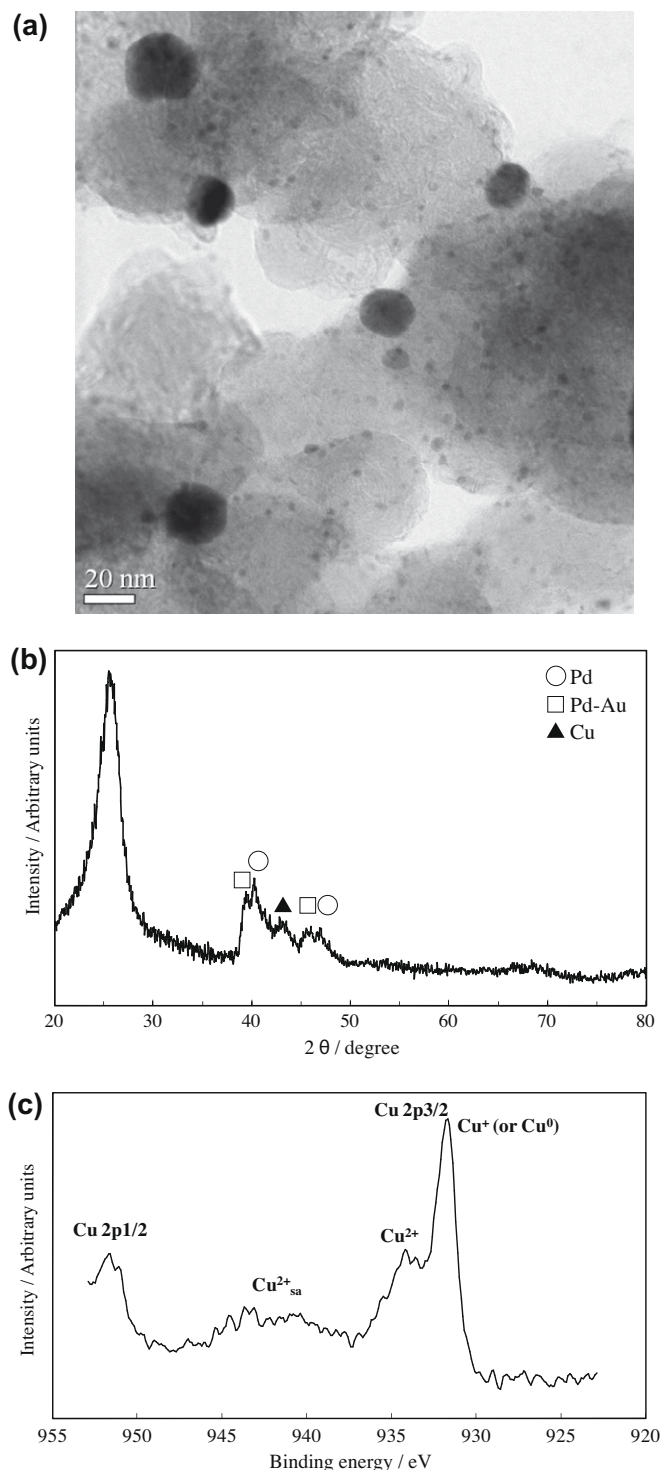 (a)
20 nm
(b)
Intensity / Arbitrary units
○ Pd
□ Pd-Au
▲ Cu
20 30 40 50 60 70 80
2 θ / degree
(c)
Intensity / Arbitrary units
Cu 2p3/2
Cu⁺ (or Cu⁰)
Cu 2p1/2
Cu²⁺
Cu²⁺sa
955 950 945 940 935 930 925 920
Binding energy / eV